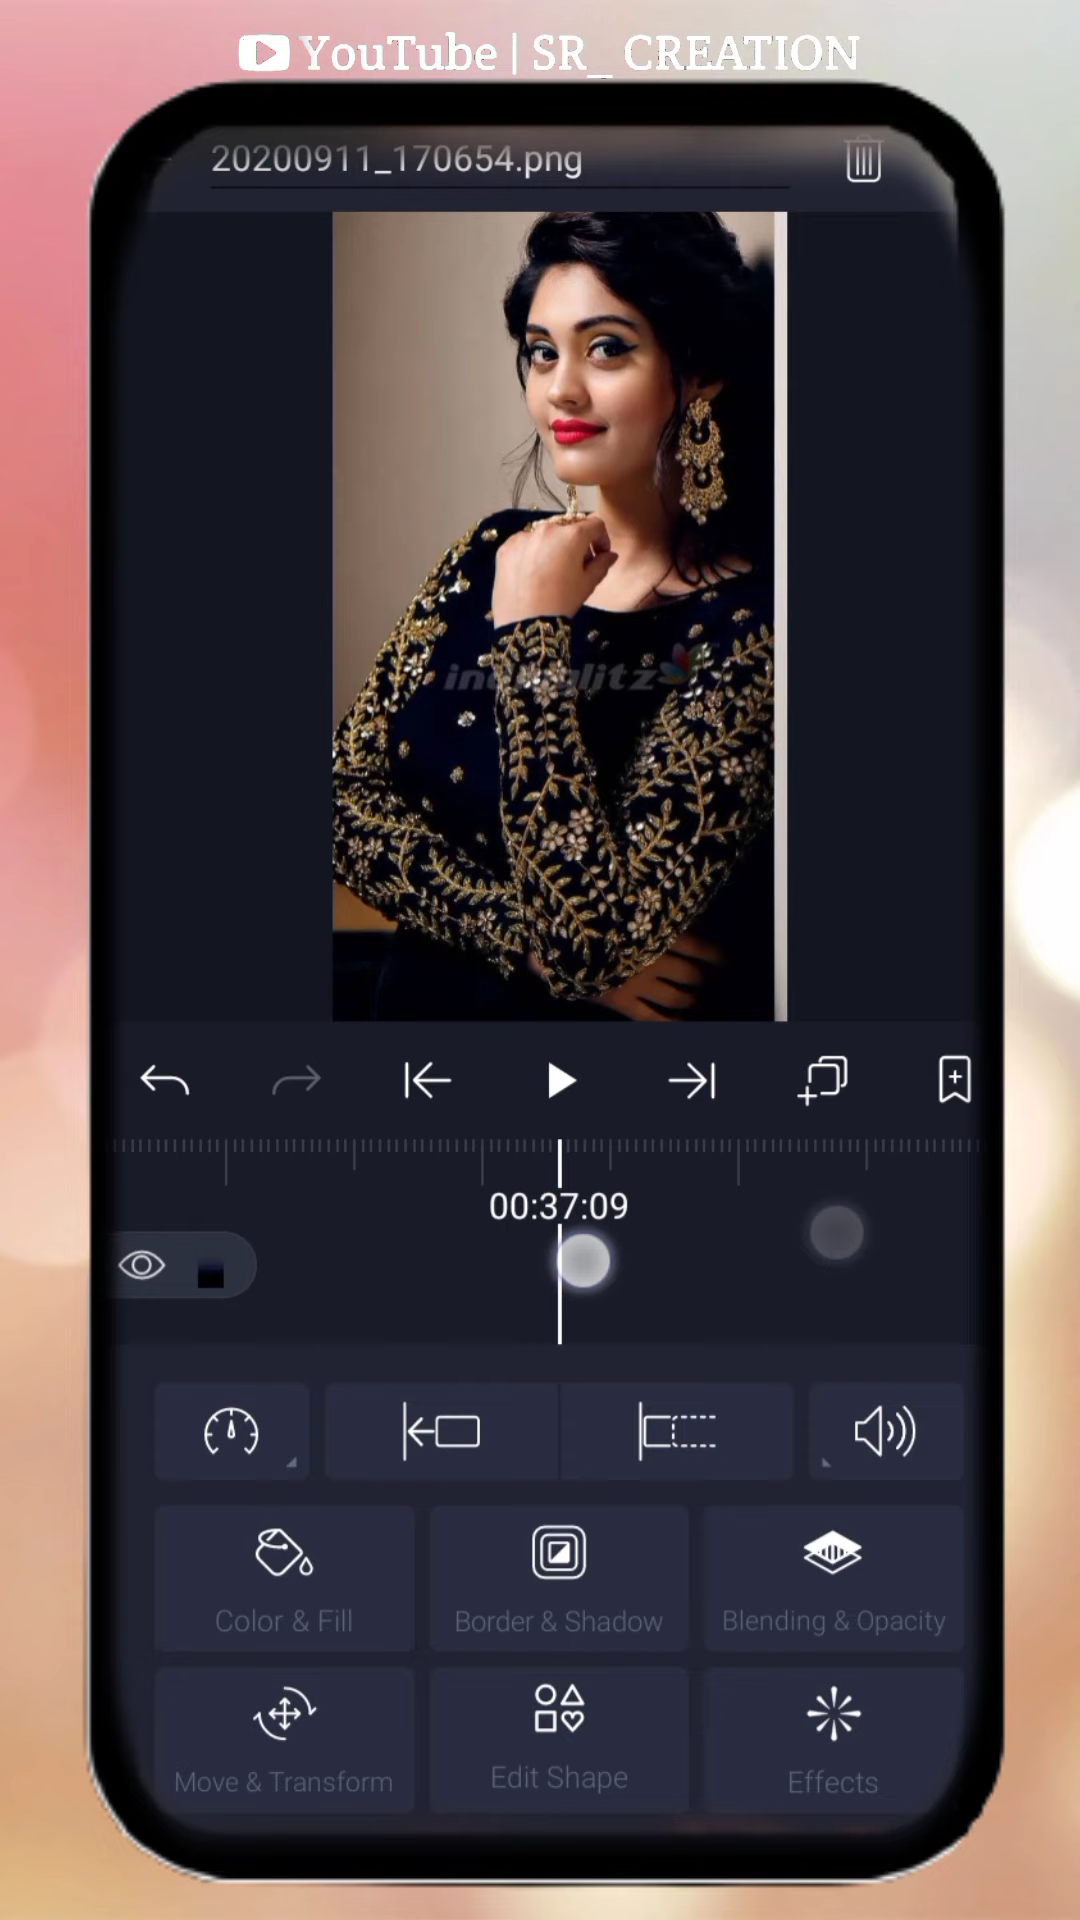 YouTube | SR_ CREATION
20200911_170654.png
indiaglitz
00:37:09
Color & Fill
Border & Shadow
Blending & Opacity
Move & Transform
Edit Shape
Effects